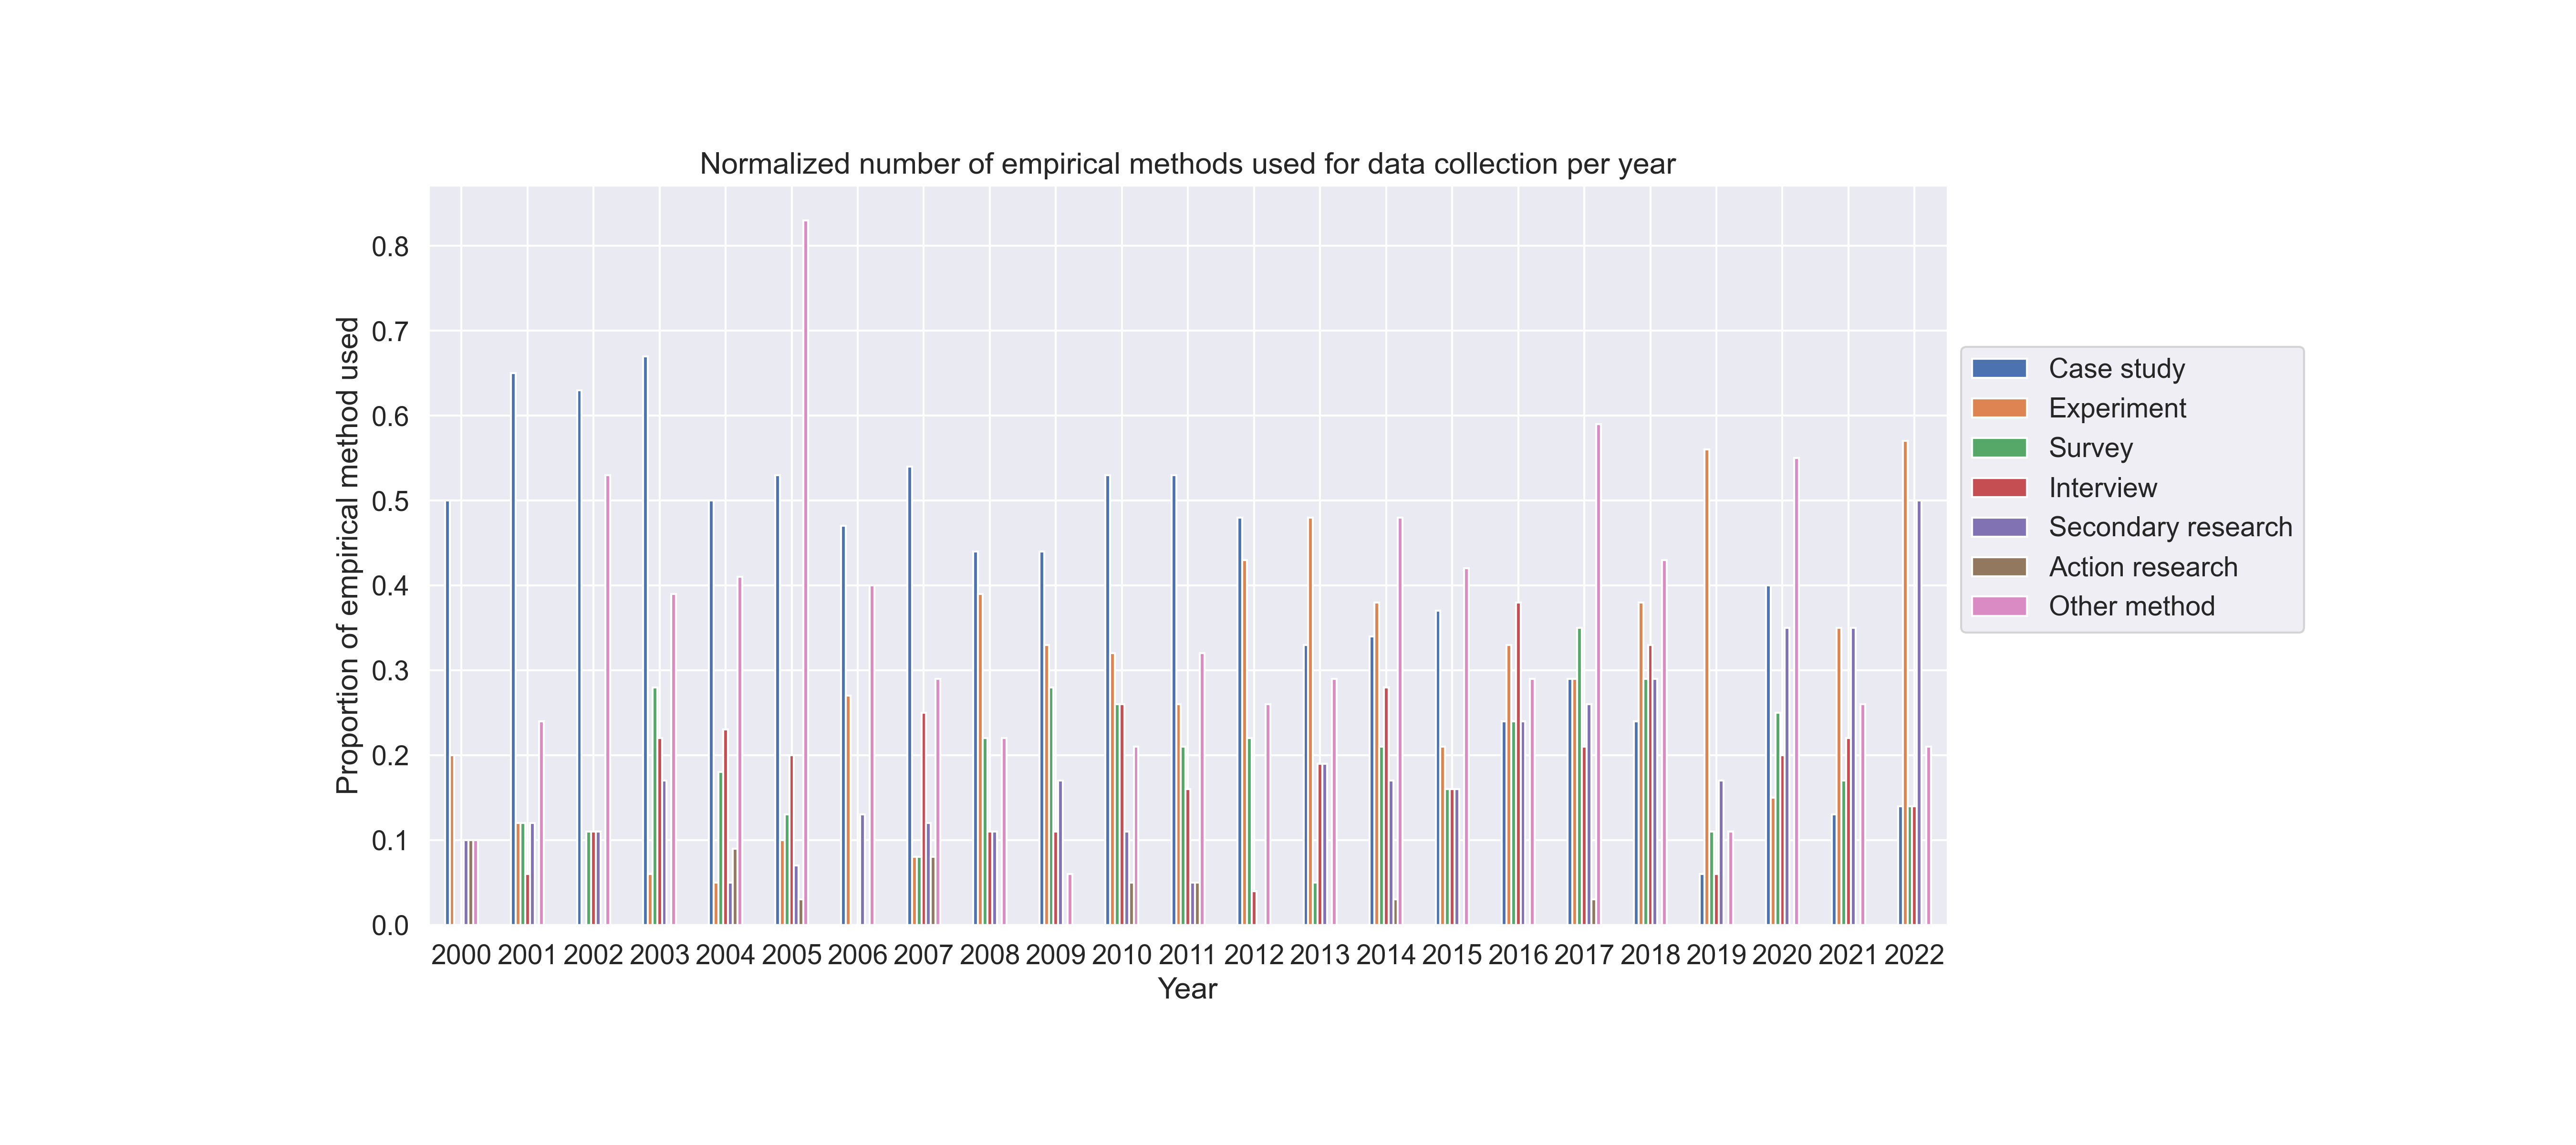 Normalized number of empirical methods used for data collection per year
Proportion of empirical method used
0.8
0.7
0.6
0.5
0.4
0.3
0.2
0.1
0.0
2000 2001 2002 2003 2004 2005 2006 2007 2008 2009 2010 2011 2012 2013 2014 2015 2016 2017 2018 2019 2020 2021 2022
Year
Case study
Experiment
Survey
Interview
Secondary research
Action research
Other method